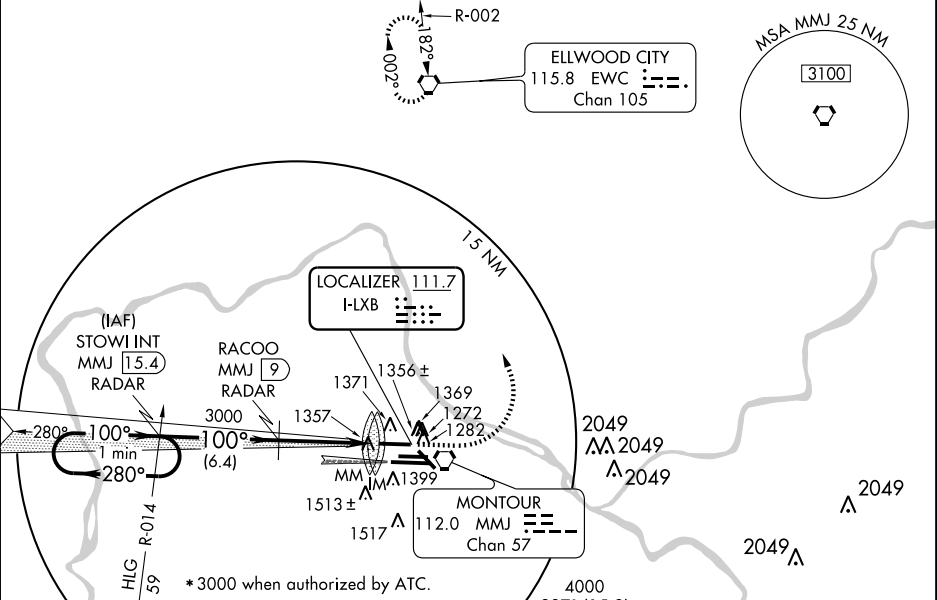 R-002
182°
002°
ELLWOOD CITY
115.8 EWC
Chan 105
MSA MMJ 25 NM
3100
15 NM
LOCALIZER 111.7
I-LXB
(IAF)
STOWI INT
MMJ 15.4
RADAR
RACOO
MMJ 9
RADAR
1356 ±
1371
1369
1357
1272
1282
3000
280°
100°
100°
1 min
(6.4)
280°
2049
2049
2049
2049
2049
MM
IM
1399
1513 ±
1517
MONTOUR
112.0 MMJ
Chan 57
R-014
HLG
59
*3000 when authorized by ATC.
4000